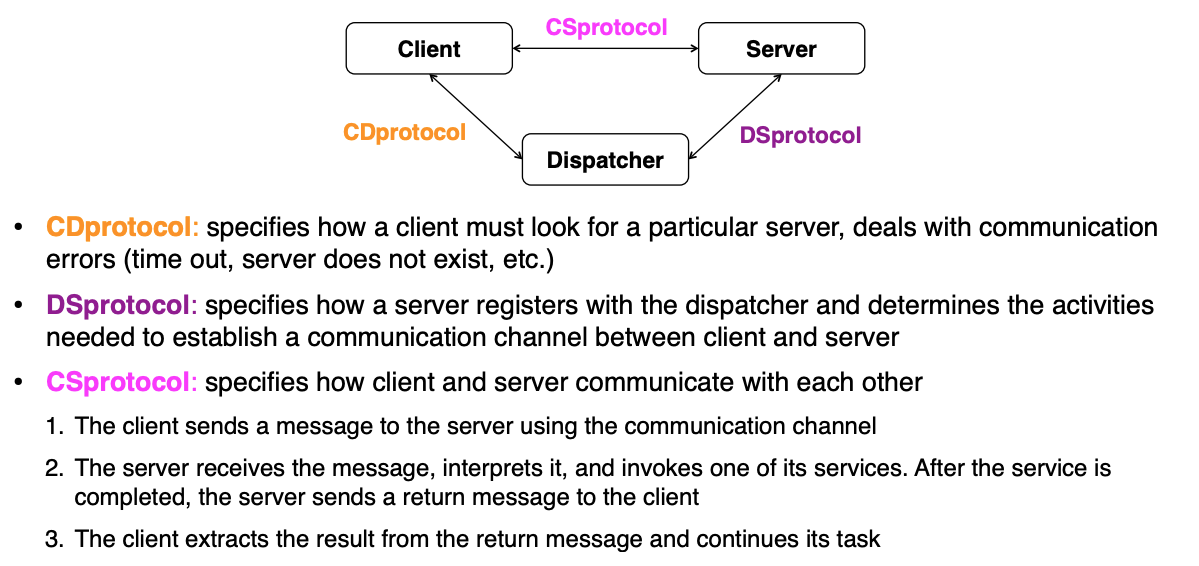 CSprotocol
Client
Server
CDprotocol
DSprotocol
Dispatcher
• CDprotocol: specifies how a client must look for a particular server, deals with communication
errors (time out, server does not exist, etc.)
• DSprotocol: specifies how a server registers with the dispatcher and determines the activities
needed to establish a communication channel between client and server
• CSprotocol: specifies how client and server communicate with each other
1. The client sends a message to the server using the communication channel
2. The server receives the message, interprets it, and invokes one of its services. After the service is
completed, the server sends a return message to the client
3. The client extracts the result from the return message and continues its task